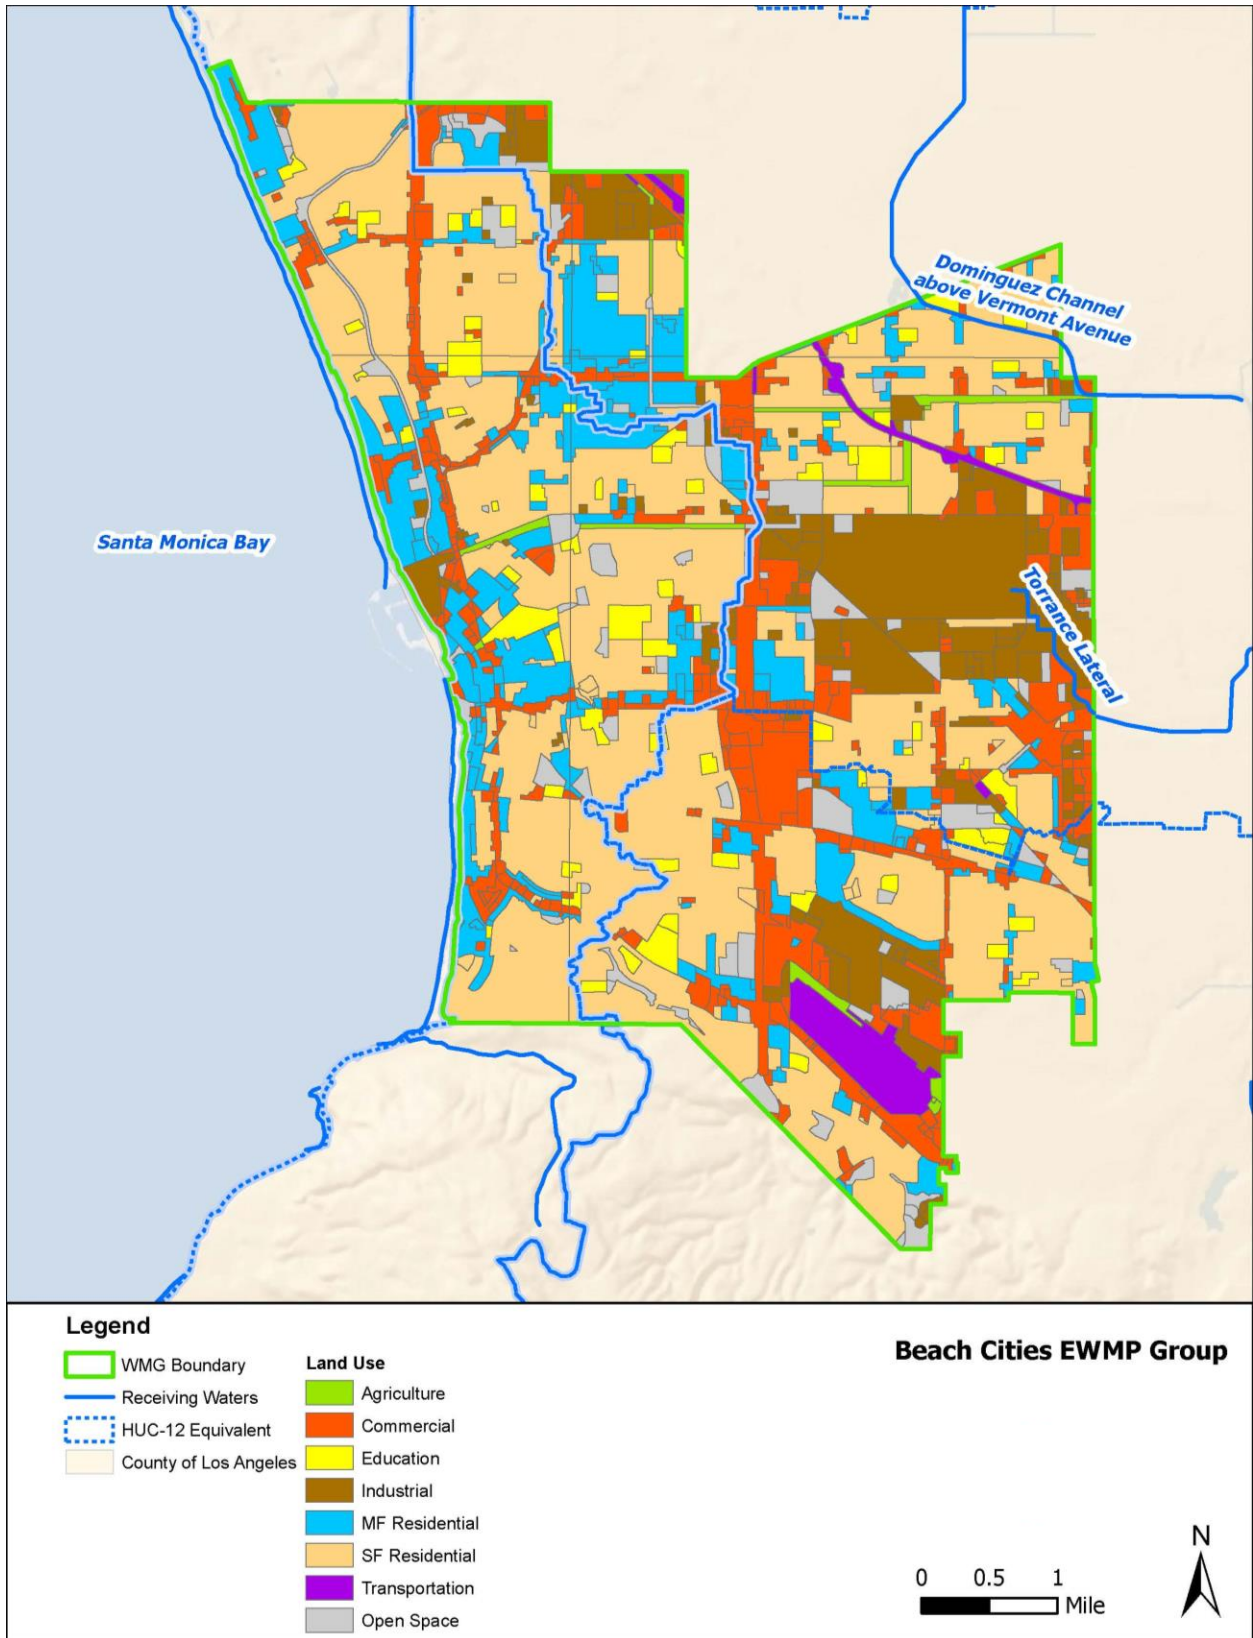 Dominguez Channel
above Vermont Avenue
Santa Monica Bay
Torrance Lateral
Legend
WMG Boundary
Receiving Waters
HUC-12 Equivalent
County of Los Angeles
Land Use
Agriculture
Commercial
Education
Industrial
MF Residential
SF Residential
Transportation
Open Space
Beach Cities EWMP Group
N
0 0.5 1
Mile